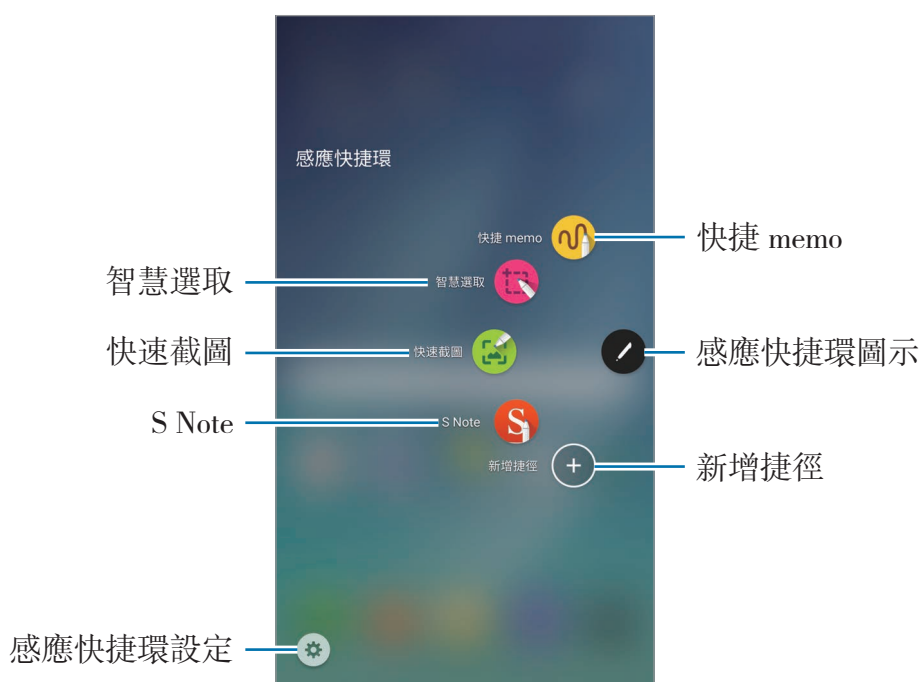 感應快捷環
快捷 memo
快捷 memo
智慧選取
智慧選取
快速截圖
快速截圖
感應快捷環圖示
S Note
S Note
S
新增捷徑
新增捷徑
感應快捷環設定